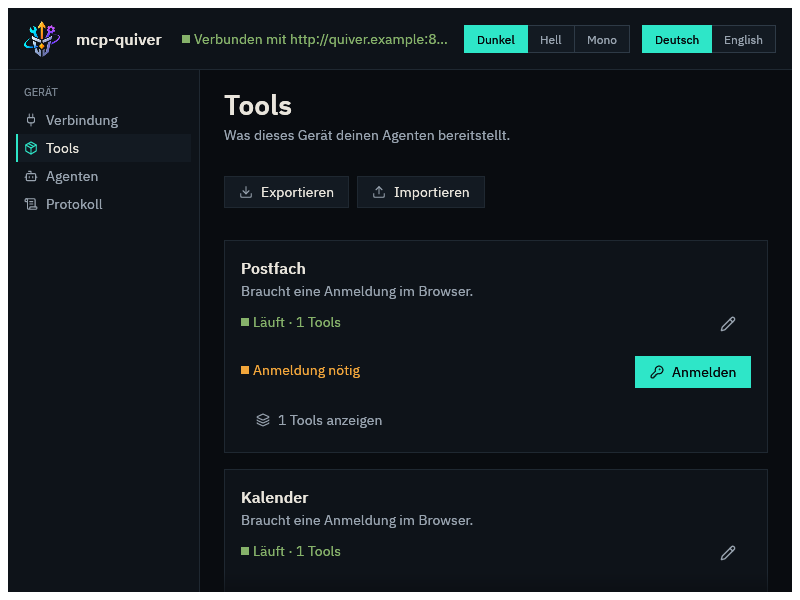 mcp-quiver
Verbunden mit http://quiver.example:8...
Dunkel
Hell
Mono
Deutsch
English
GERÄT
Verbindung
Tools
Agenten
Protokoll
Tools
Was dieses Gerät deinen Agenten bereitstellt.
Exportieren
Importieren
Postfach
Braucht eine Anmeldung im Browser.
Läuft · 1 Tools
Anmeldung nötig
Anmelden
1 Tools anzeigen
Kalender
Braucht eine Anmeldung im Browser.
Läuft · 1 Tools